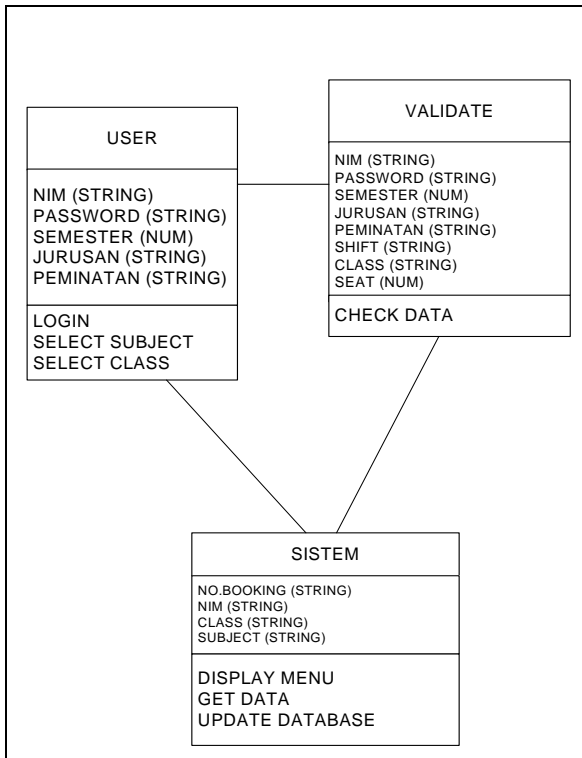 USER
NIM (STRING)
PASSWORD (STRING)
SEMESTER (NUM)
JURUSAN (STRING)
PEMINATAN (STRING)
LOGIN
SELECT SUBJECT
SELECT CLASS
VALIDATE
NIM (STRING)
PASSWORD (STRING)
SEMESTER (NUM)
JURUSAN (STRING)
PEMINATAN (STRING)
SHIFT (STRING)
CLASS (STRING)
SEAT (NUM)
CHECK DATA
SISTEM
NO.BOOKING (STRING)
NIM (STRING)
CLASS (STRING)
SUBJECT (STRING)
DISPLAY MENU
GET DATA
UPDATE DATABASE